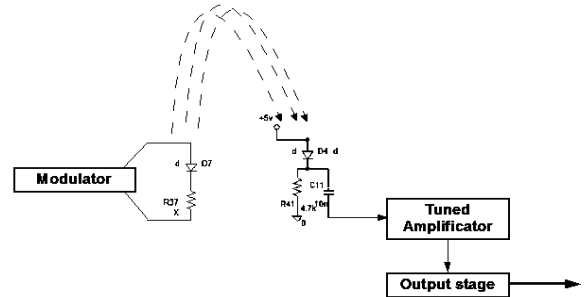 +5v
d D4 d
d D7
Modulator
R37
X
C11
R41
4.7k
10n
0
Tuned
Amplificator
Output stage